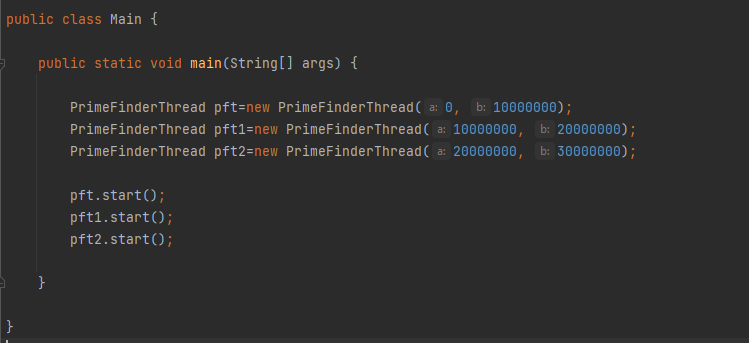 public class Main {
public static void main(String[] args) {
PrimeFinderThread pft=new PrimeFinderThread( a: 0, b: 10000000);
PrimeFinderThread pft1=new PrimeFinderThread( a: 10000000, b: 20000000);
PrimeFinderThread pft2=new PrimeFinderThread( a: 20000000, b: 30000000);
pft.start();
pft1.start();
pft2.start();
}
}